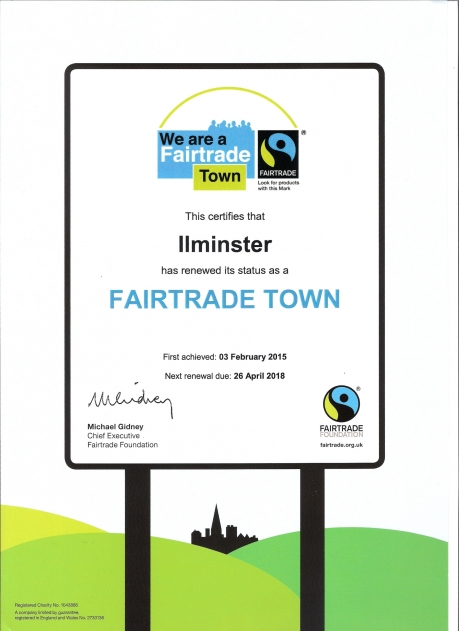 We are a
Fairtrade
Town
®
FAIRTRADE
Look for products
with this Mark
This certifies that
Ilminster
has renewed its status as a
FAIRTRADE TOWN
First achieved: 03 February 2015
Next renewal due: 26 April 2018
Michael Gidney
Chief Executive
Fairtrade Foundation
®
FAIRTRADE
FOUNDATION
fairtrade.org.uk
A company limited by guarantee,